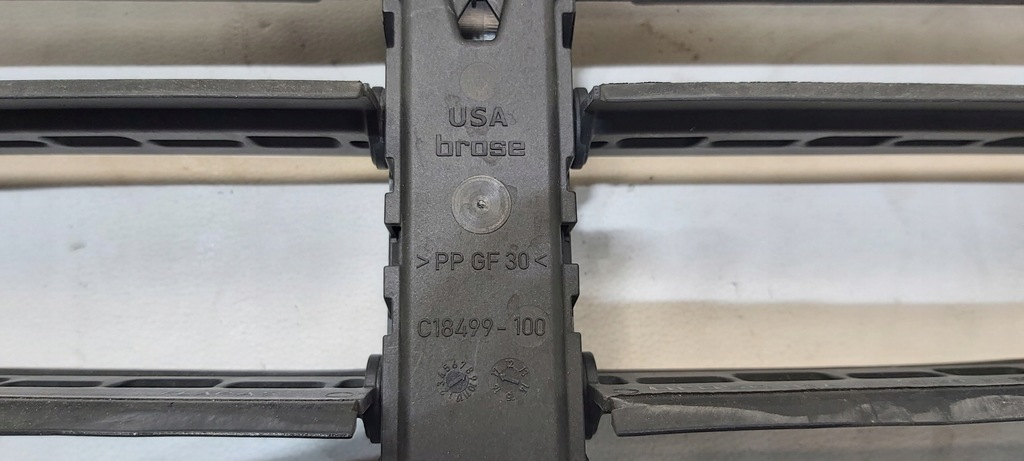 USA
brose
>PP GF 30<
C18499-100